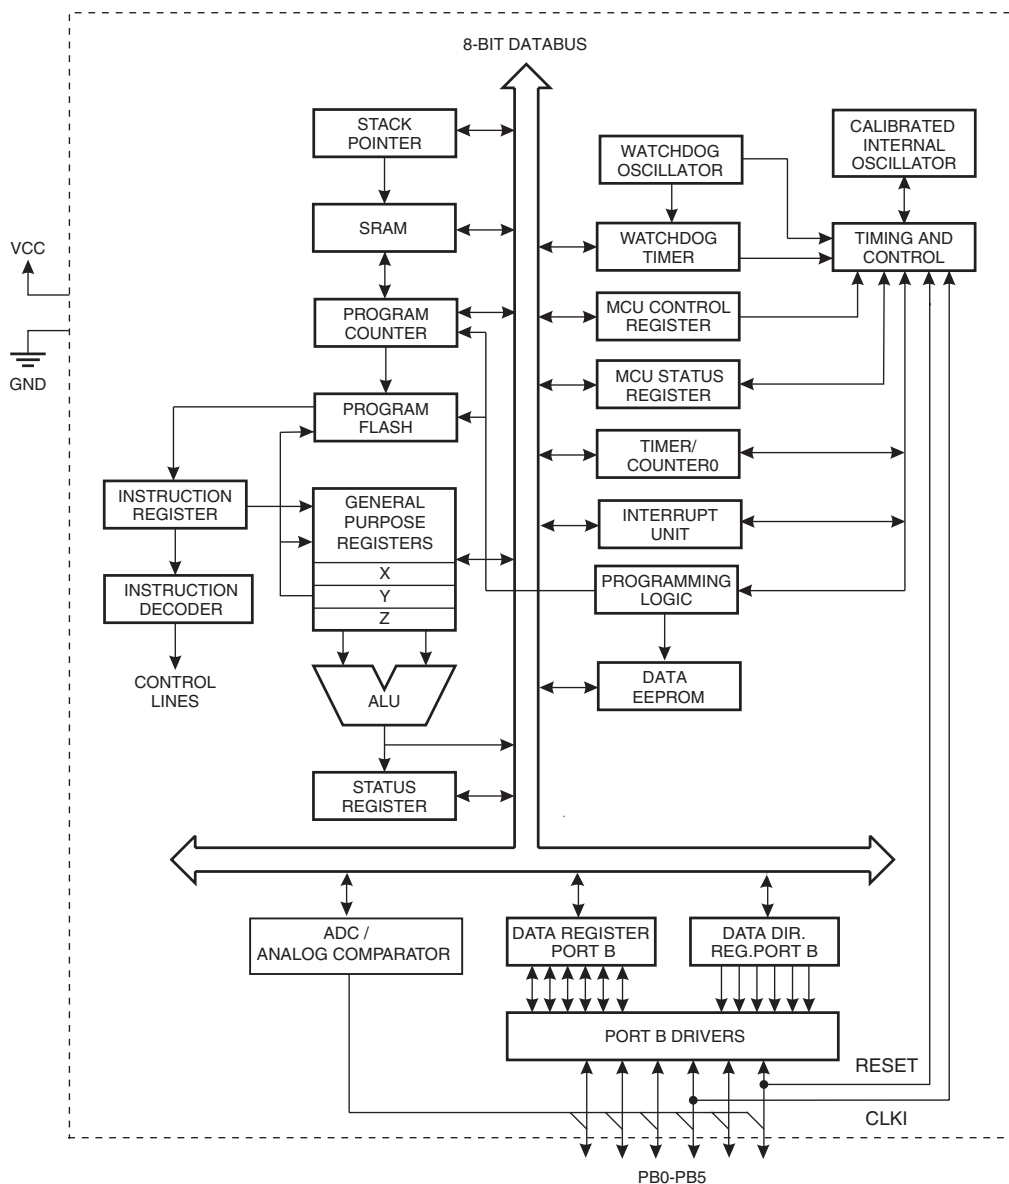 8-BIT DATABUS
STACK
POINTER
WATCHDOG
OSCILLATOR
CALIBRATED
INTERNAL
OSCILLATOR
SRAM
WATCHDOG
TIMER
TIMING AND
CONTROL
VCC
GND
PROGRAM
COUNTER
MCU CONTROL
REGISTER
MCU STATUS
REGISTER
PROGRAM
FLASH
TIMER/
COUNTER0
INSTRUCTION
REGISTER
GENERAL
PURPOSE
REGISTERS
X
Y
Z
INTERRUPT
UNIT
INSTRUCTION
DECODER
PROGRAMMING
LOGIC
CONTROL
LINES
ALU
DATA
EEPROM
STATUS
REGISTER
ADC /
ANALOG COMPARATOR
DATA REGISTER
PORT B
DATA DIR.
REG.PORT B
PORT B DRIVERS
RESET
CLKI
PB0-PB5